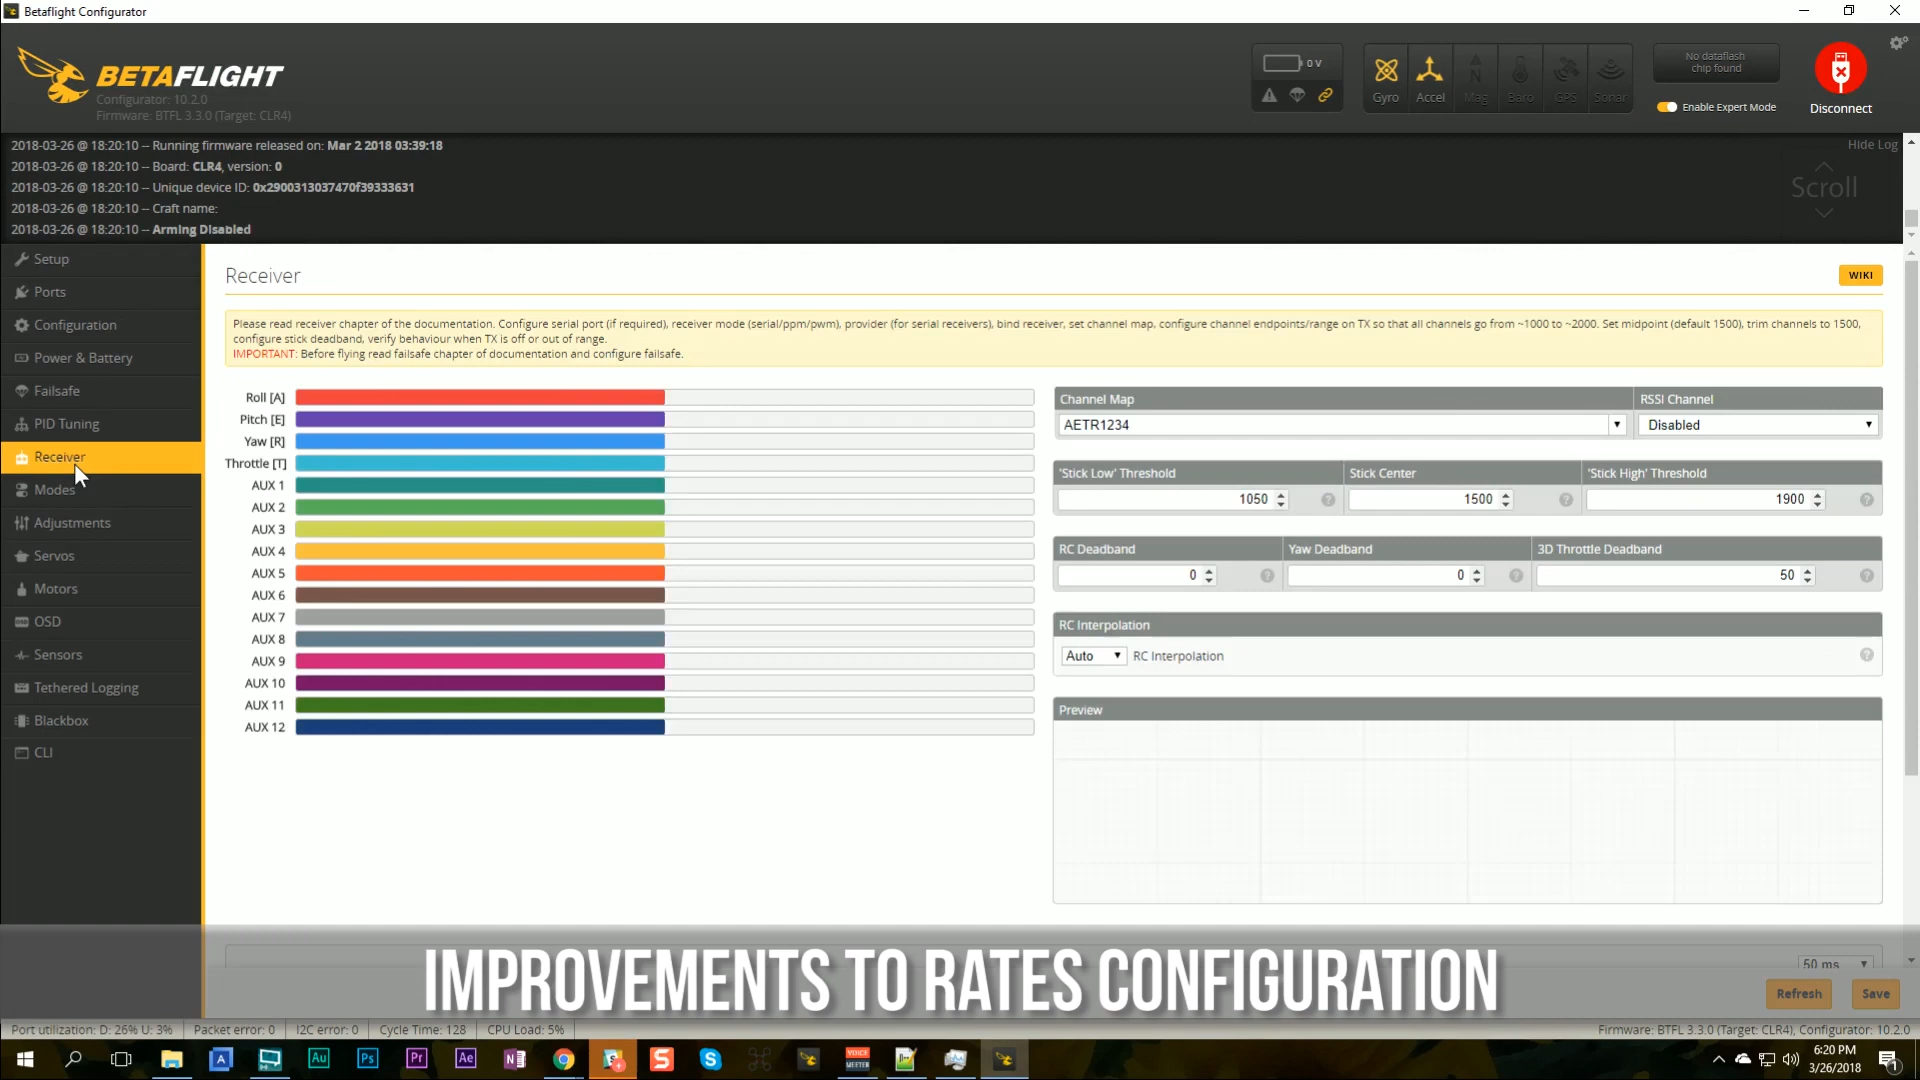 Betaflight Configurator
BETAFLIGHT
Configurator: 10.2.0
Firmware: BTFL 3.3.0 (Target: CLR4)
0 V
Gyro
Accel
Mag
Baro
GPS
Sonar
No dataflash
chip found
Enable Expert Mode
Disconnect
2018-03-26 @ 18:20:10 -- Running firmware released on: Mar 2 2018 03:39:18
2018-03-26 @ 18:20:10 -- Board: CLR4, version: 0
2018-03-26 @ 18:20:10 -- Unique device ID: 0x2900313037470f39333631
2018-03-26 @ 18:20:10 -- Craft name:
2018-03-26 @ 18:20:10 -- Arming Disabled
Hide Log
Scroll
Setup
Ports
Configuration
Power & Battery
Failsafe
PID Tuning
Receiver
Modes
Adjustments
Servos
Motors
OSD
Sensors
Tethered Logging
Blackbox
CLI
Receiver
WIKI
Please read receiver chapter of the documentation. Configure serial port (if required), receiver mode (serial/ppm/pwm), provider (for serial receivers), bind receiver, set channel map, configure channel endpoints/range on TX so that all channels go from ~1000 to ~2000. Set midpoint (default 1500), trim channels to 1500,
configure stick deadband, verify behaviour when TX is off or out of range.
IMPORTANT: Before flying read failsafe chapter of documentation and configure failsafe.
Roll [A]
Pitch [E]
Yaw [R]
Throttle [T]
AUX 1
AUX 2
AUX 3
AUX 4
AUX 5
AUX 6
AUX 7
AUX 8
AUX 9
AUX 10
AUX 11
AUX 12
Channel Map
RSSI Channel
AETR1234
Disabled
'Stick Low' Threshold
Stick Center
'Stick High' Threshold
1050
1500
1900
RC Deadband
Yaw Deadband
3D Throttle Deadband
0
0
50
RC Interpolation
Auto
RC Interpolation
Preview
50 ms
IMPROVEMENTS TO RATES CONFIGURATION
Refresh
Save
Port utilization: D: 26% U: 3%
Packet error: 0
I2C error: 0
Cycle Time: 128
CPU Load: 5%
Firmware: BTFL 3.3.0 (Target: CLR4), Configurator: 10.2.0
A
Au
Ps
Pr
Ae
N
S
S
VOICE
MEETER
6:20 PM
3/26/2018
1